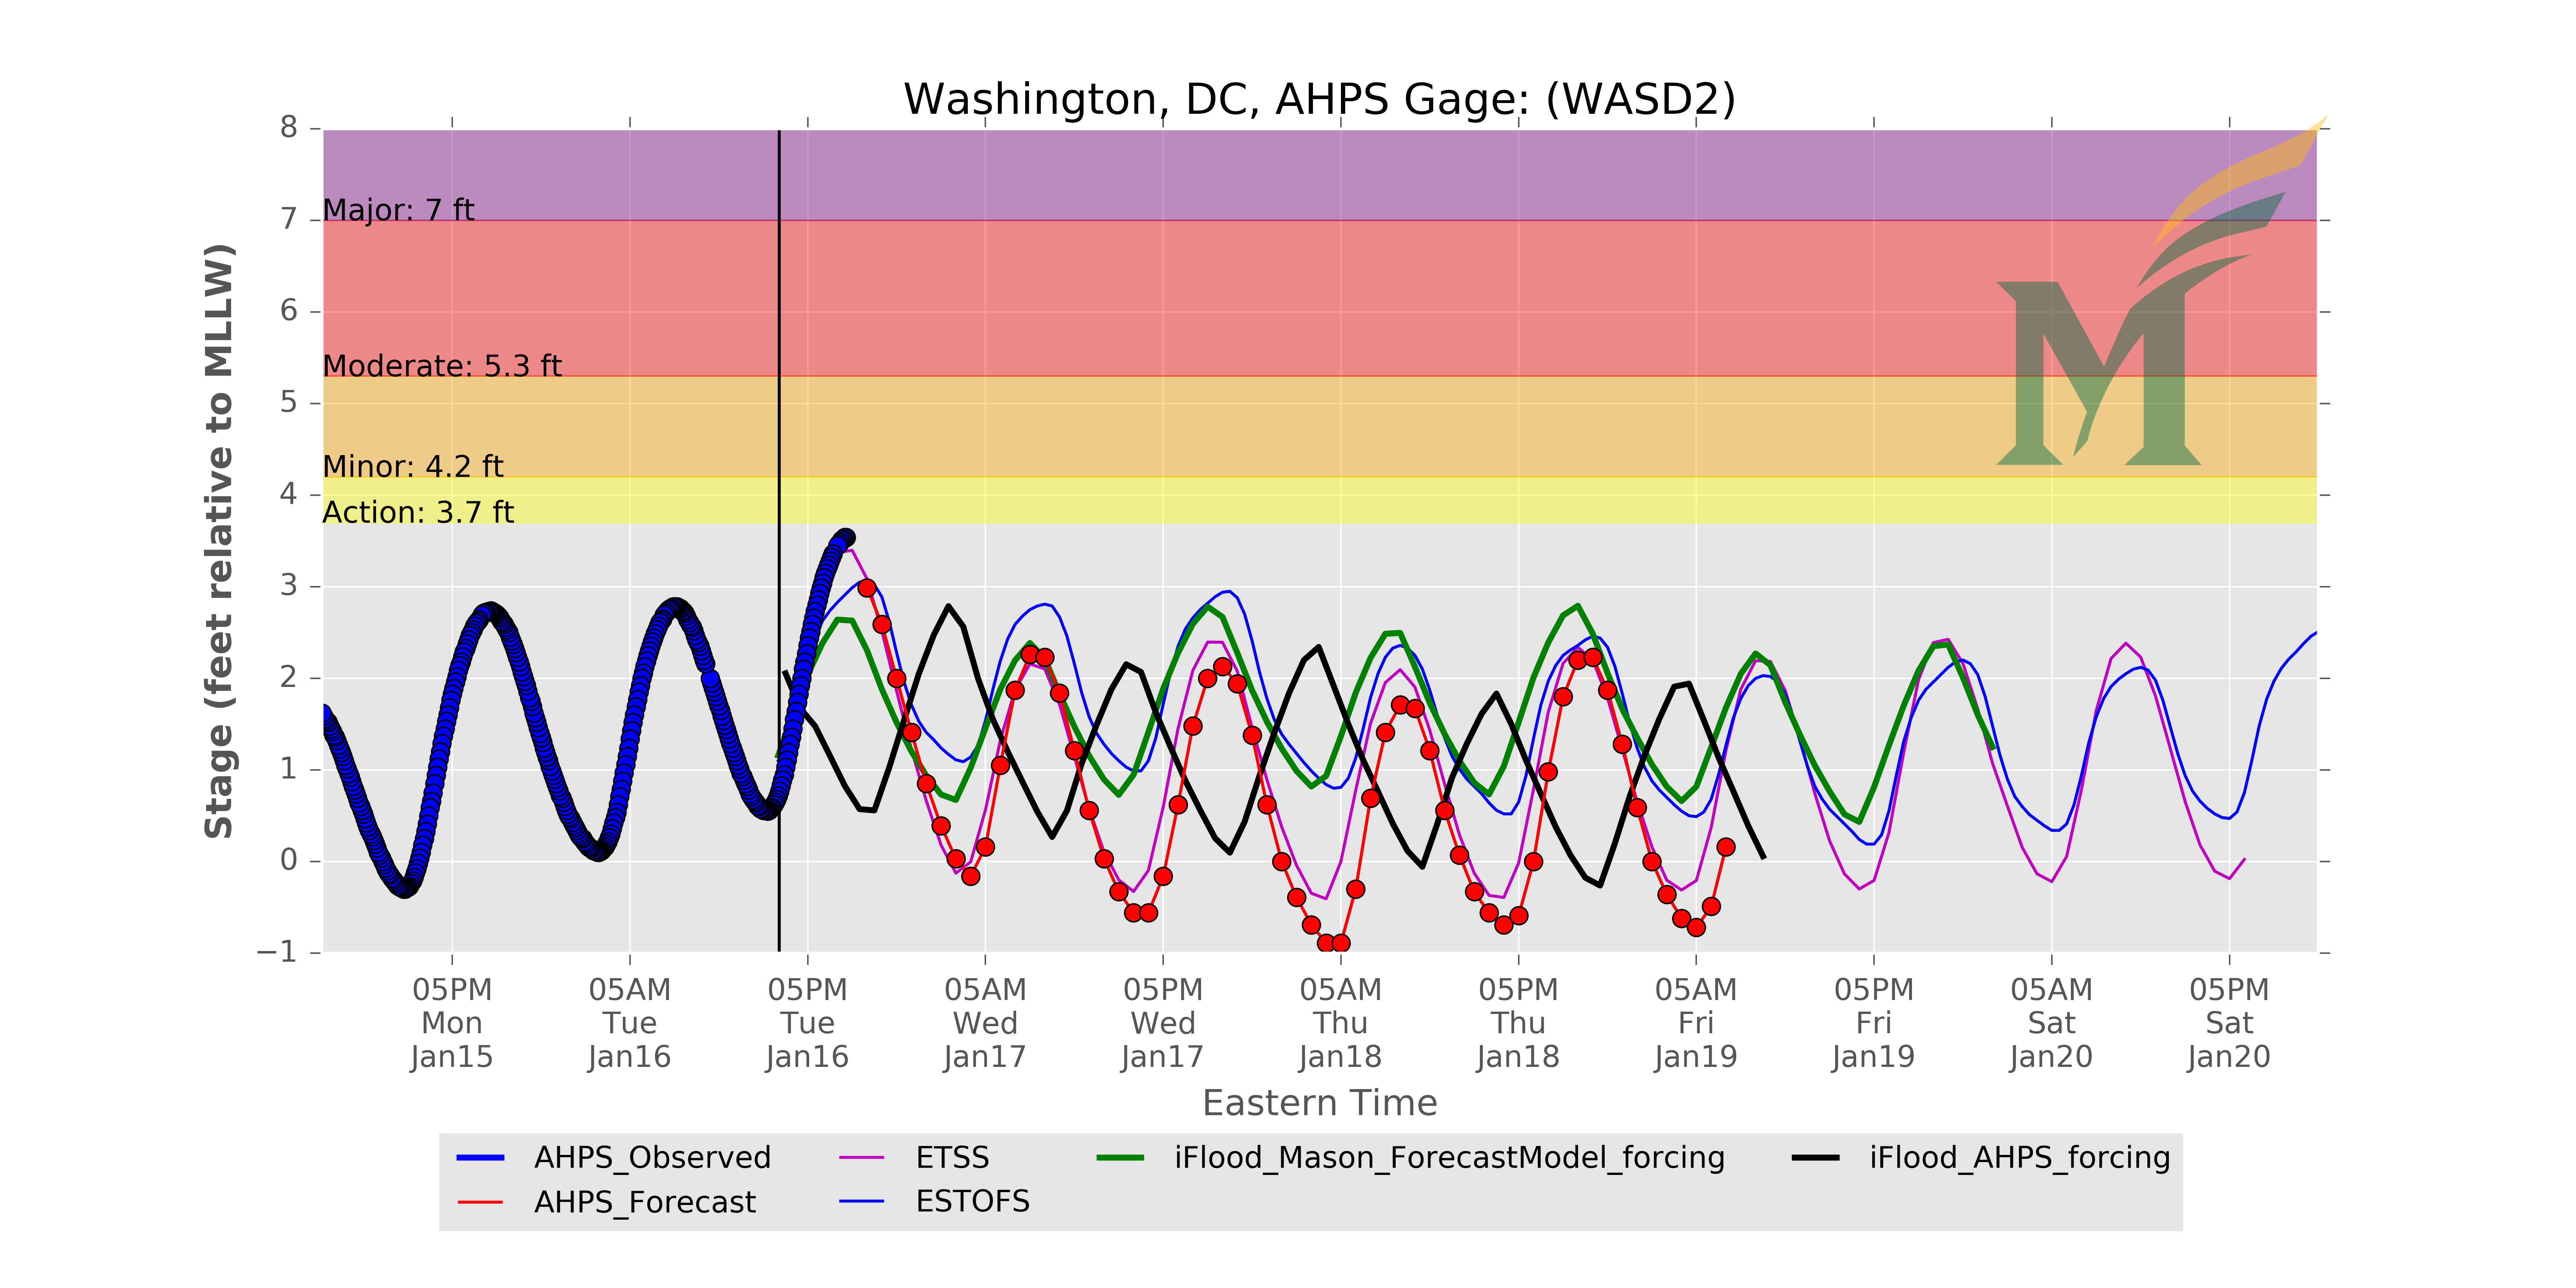 Washington, DC, AHPS Gage: (WASD2)
Stage (feet relative to MLLW)
8
7
6
5
4
3
2
1
0
−1
Major: 7 ft
Moderate: 5.3 ft
Minor: 4.2 ft
Action: 3.7 ft
M
05PM 05AM 05PM 05AM 05PM 05AM 05PM 05AM 05PM 05AM 05PM
Mon Tue Tue Wed Wed Thu Thu Fri Fri Sat Sat
Jan15 Jan16 Jan16 Jan17 Jan17 Jan18 Jan18 Jan19 Jan19 Jan20 Jan20
Eastern Time
AHPS_Observed ETSS iFlood_Mason_ForecastModel_forcing iFlood_AHPS_forcing
AHPS_Forecast ESTOFS